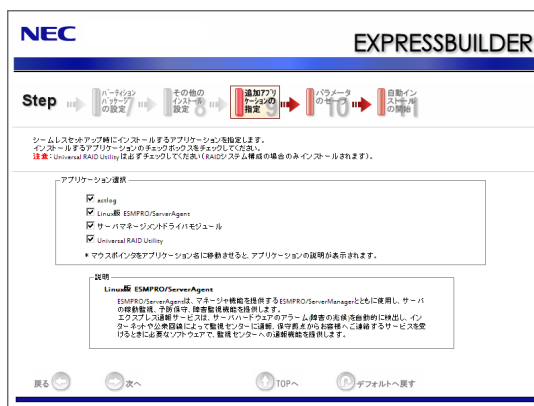 NEC
EXPRESSBUILDER
Step
パーティション
パッケージ
の設定
7
その他の
インストール
設定
8
追加アプリ
ケーションの
指定
9
パラメータ
のセーブ
10
自動イン
ストール
の開始
11
シームレスセットアップ時にインストールするアプリケーションを指定します。
インストールするアプリケーションのチェックボックスをチェックしてください。
注意：Universal RAID Utilityは必ずチェックしてください(RAIDシステム構成の場合のみインストールされます)。
アプリケーション選択
actlog
Linux版 ESMPRO/ServerAgent
サーバマネージメントドライバモジュール
Universal RAID Utility
* マウスポインタをアプリケーション名に移動させると、アプリケーションの説明が表示されます。
説明
Linux版 ESMPRO/ServerAgent
ESMPRO/ServerAgentは、マネージャ機能を提供するESMPRO/ServerManagerとともに使用し、サーバ
の稼動監視、予防保守、障害監視機能を提供します。
エクスプレス通報サービスは、サーバハードウェアのアラーム(障害の兆候)を自動的に検出し、イン
ターネットや公衆回線によって監視センターに通報、保守拠点からお客様へご連絡するサービスを受
けるときに必要なソフトウェアで、監視センターへの通報機能を提供します。
戻る
次へ
TOPへ
デフォルトへ戻す